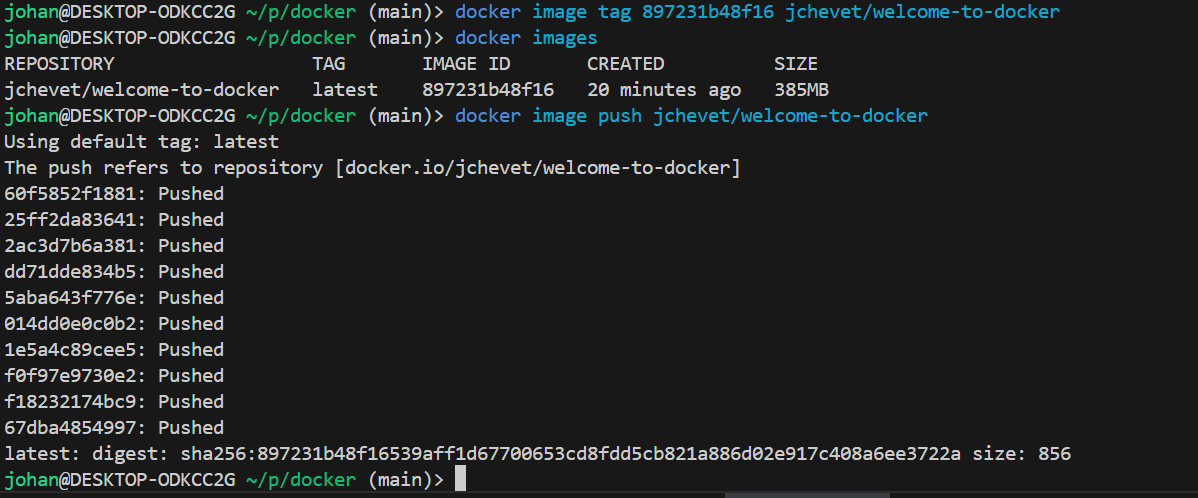 johan@DESKTOP-ODKCC2G ~/p/docker (main)> docker image tag 897231b48f16 jchevet/welcome-to-docker
johan@DESKTOP-ODKCC2G ~/p/docker (main)> docker images
REPOSITORY TAG IMAGE ID CREATED SIZE
jchevet/welcome-to-docker latest 897231b48f16 20 minutes ago 385MB
johan@DESKTOP-ODKCC2G ~/p/docker (main)> docker image push jchevet/welcome-to-docker
Using default tag: latest
The push refers to repository [docker.io/jchevet/welcome-to-docker]
60f5852f1881: Pushed
25ff2da83641: Pushed
2ac3d7b6a381: Pushed
dd71dde834b5: Pushed
5aba643f776e: Pushed
014dd0e0c0b2: Pushed
1e5a4c89cee5: Pushed
f0f97e9730e2: Pushed
f18232174bc9: Pushed
67dba4854997: Pushed
latest: digest: sha256:897231b48f16539aff1d67700653cd8fdd5cb821a886d02e917c408a6ee3722a size: 856
johan@DESKTOP-ODKCC2G ~/p/docker (main)>